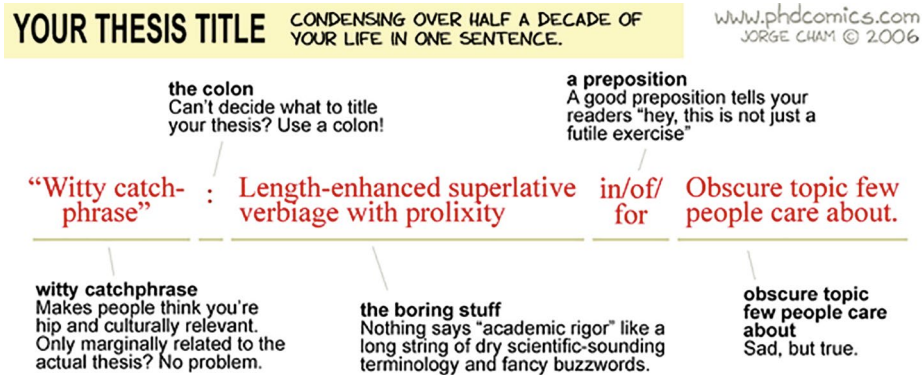 YOUR THESIS TITLE
CONDENSING OVER HALF A DECADE OF
YOUR LIFE IN ONE SENTENCE.
www.phdcomics.com
JORGE CHAM © 2006
the colon
Can't decide what to title
your thesis? Use a colon!
a preposition
A good preposition tells your
readers “hey, this is not just a
futile exercise”
“Witty catch-
phrase”
:
Length-enhanced superlative
verbiage with prolixity
in/of/
for
Obscure topic few
people care about.
witty catchphrase
Makes people think you're
hip and culturally relevant.
Only marginally related to the
actual thesis? No problem.
the boring stuff
Nothing says “academic rigor” like a
long string of dry scientific-sounding
terminology and fancy buzzwords.
obscure topic
few people care
about
Sad, but true.